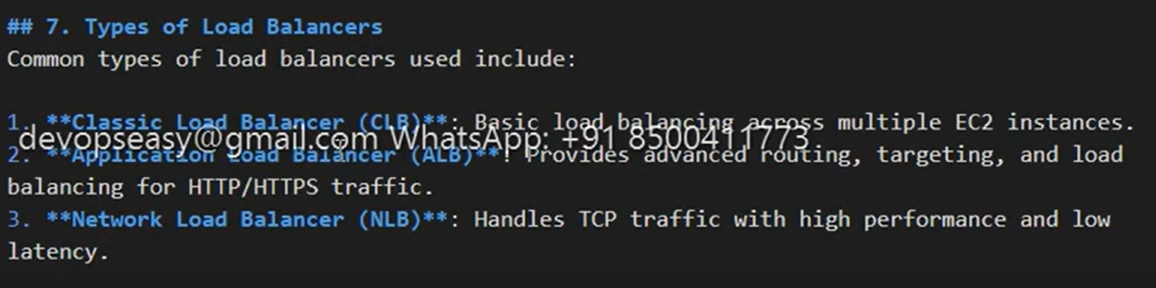 ## 7. Types of Load Balancers
Common types of load balancers used include:
1. **Classic Load Balancer (CLB)**: Basic load balancing across multiple EC2 instances.
devopseasy@gmail.com WhatsApp: +91 8500411773
2. **Application Load Balancer (ALB)**: Provides advanced routing, targeting, and load
balancing for HTTP/HTTPS traffic.
3. **Network Load Balancer (NLB)**: Handles TCP traffic with high performance and low
latency.